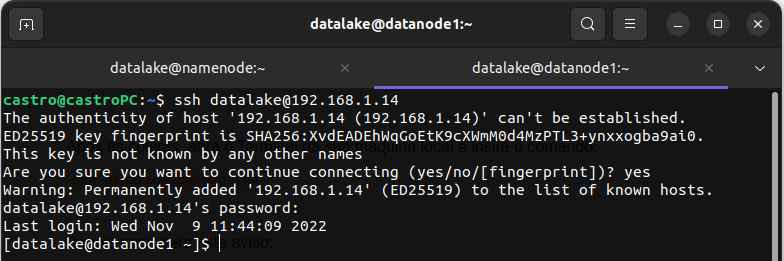 datalake@datanode1:~
datalake@namenode:~
datalake@datanode1:~
castro@castroPC:~$ ssh datalake@192.168.1.14
The authenticity of host '192.168.1.14 (192.168.1.14)' can't be established.
ED25519 key fingerprint is SHA256:XvdEADEhWqGoEtK9cXWmM0d4MzPTL3+ynxxogba9ai0.
This key is not known by any other names
Are you sure you want to continue connecting (yes/no/[fingerprint])? yes
Warning: Permanently added '192.168.1.14' (ED25519) to the list of known hosts.
datalake@192.168.1.14's password:
Last login: Wed Nov  9 11:44:09 2022
[datalake@datanode1 ~]$